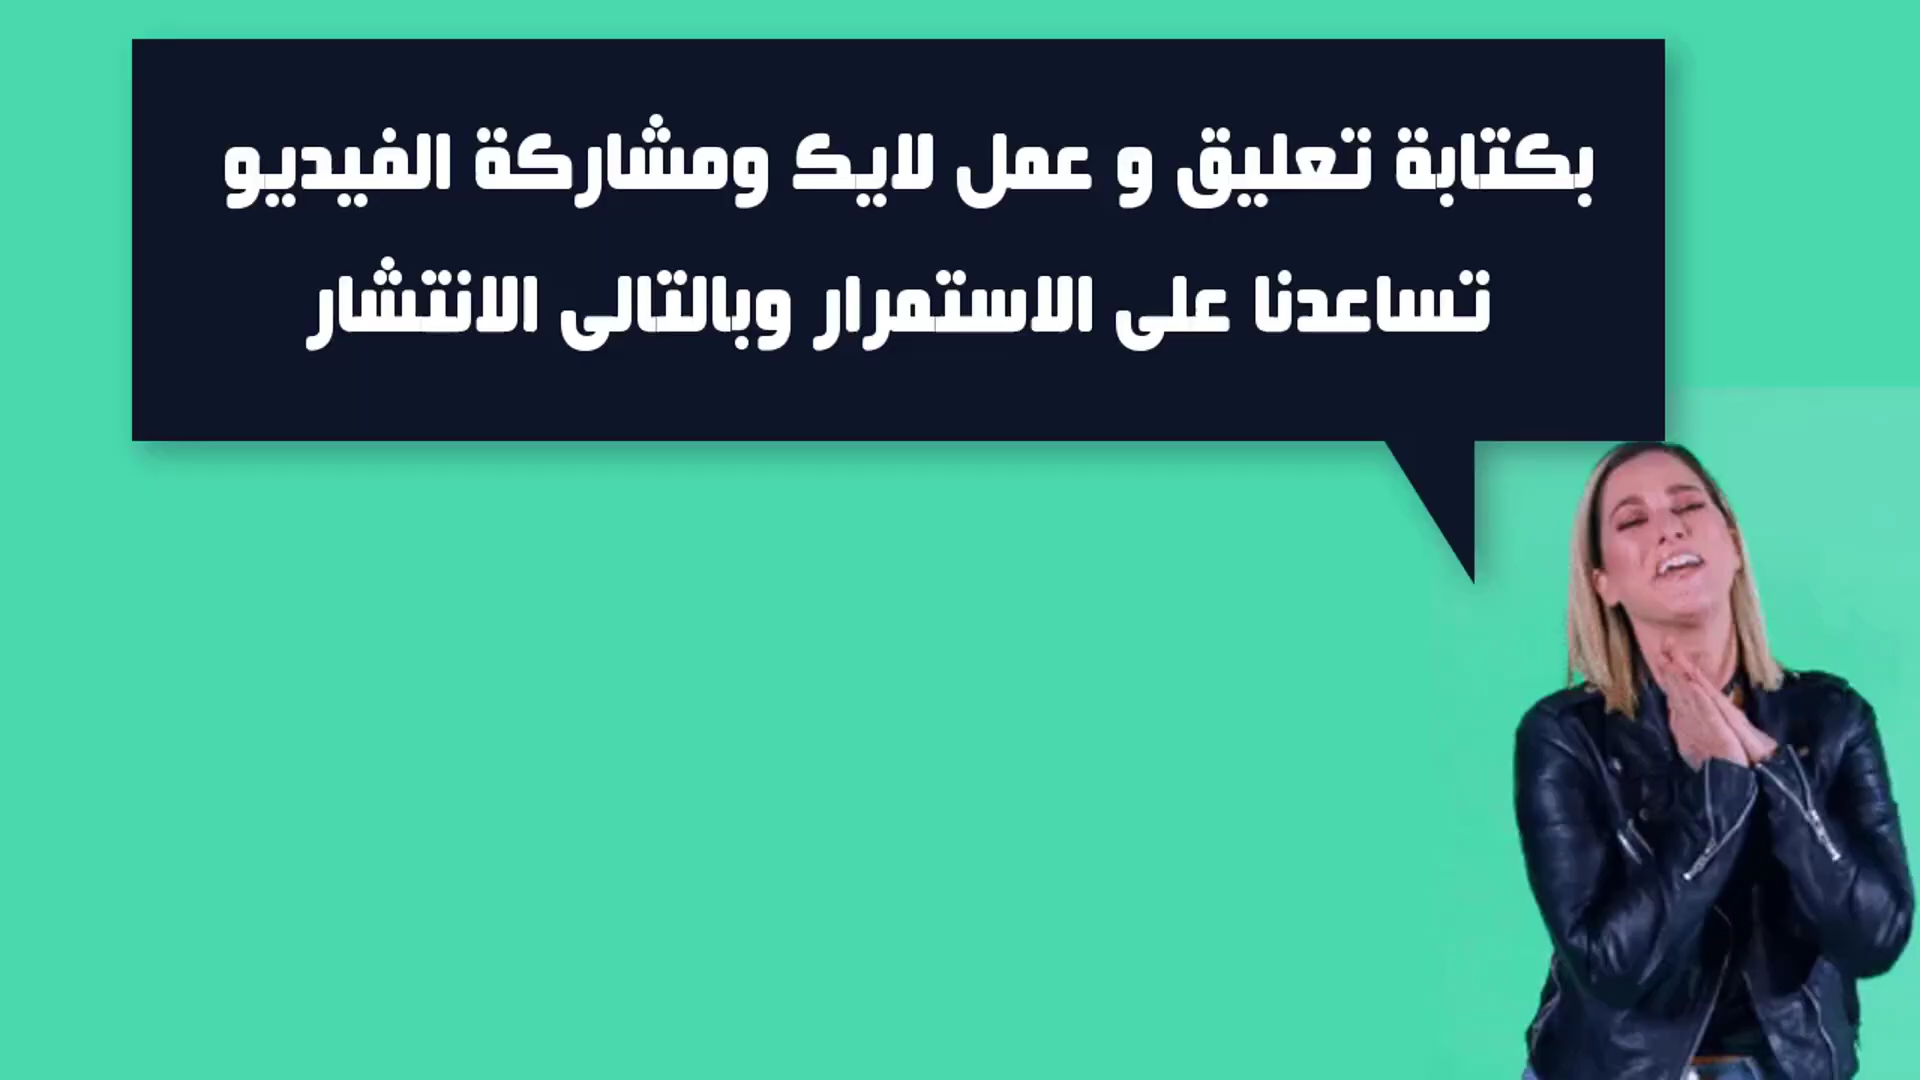 بكتابة تعليق و عمل لايك ومشاركة الفيديو
تساعدنا على الاستمرار وبالتالى الانتشار